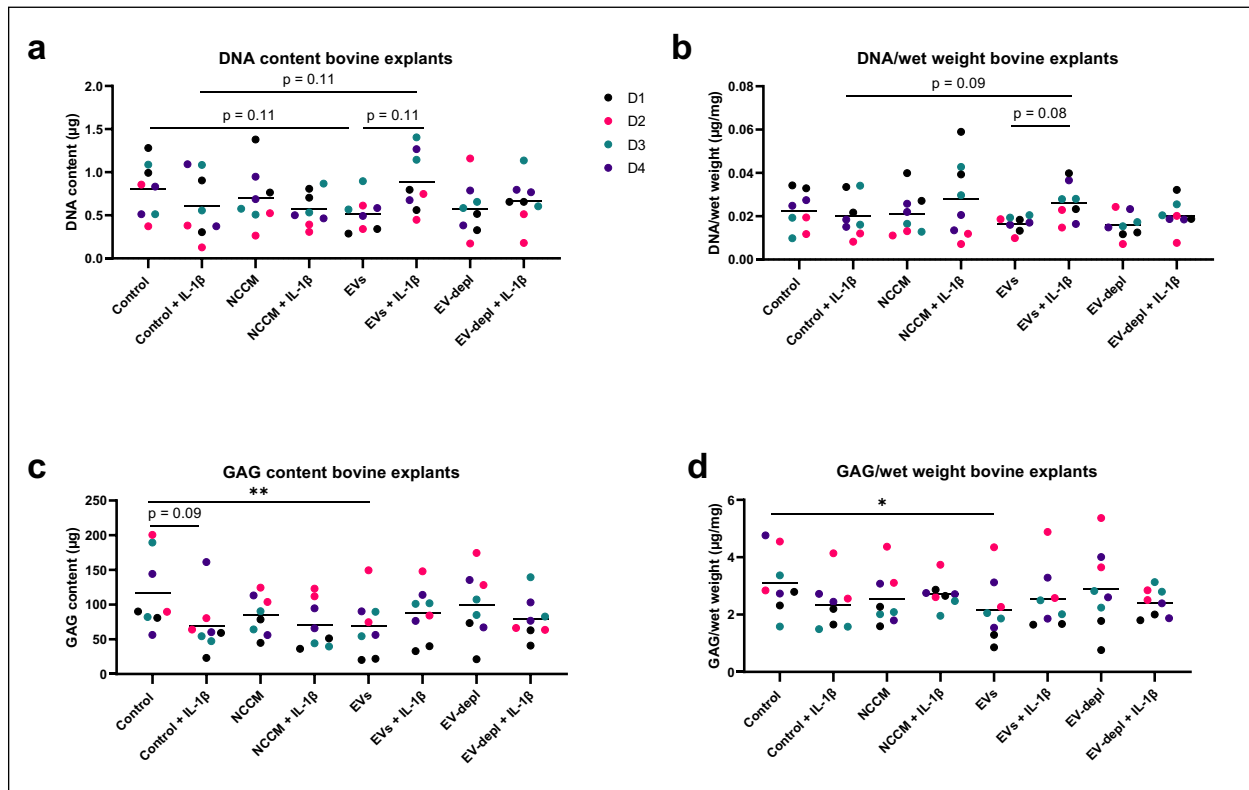 a
DNA content bovine explants
p = 0.11
p = 0.11
p = 0.11
DNA content (µg)
2.0
1.5
1.0
0.5
0.0
Control
Control + IL-1β
NCCM
NCCM + IL-1β
EVs
EVs + IL-1β
EV-depl
EV-depl + IL-1β
D1
D2
D3
D4
b
DNA/wet weight bovine explants
p = 0.09
p = 0.08
DNA/wet weight (µg/mg)
0.08
0.06
0.04
0.02
0.00
Control
Control + IL-1β
NCCM
NCCM + IL-1β
EVs
EVs + IL-1β
EV-depl
EV-depl + IL-1β
c
GAG content bovine explants
**
p = 0.09
GAG content (µg)
250
200
150
100
50
0
Control
Control + IL-1β
NCCM
NCCM + IL-1β
EVs
EVs + IL-1β
EV-depl
EV-depl + IL-1β
d
GAG/wet weight bovine explants
*
GAG/wet weight (µg/mg)
6
4
2
0
Control
Control + IL-1β
NCCM
NCCM + IL-1β
EVs
EVs + IL-1β
EV-depl
EV-depl + IL-1β